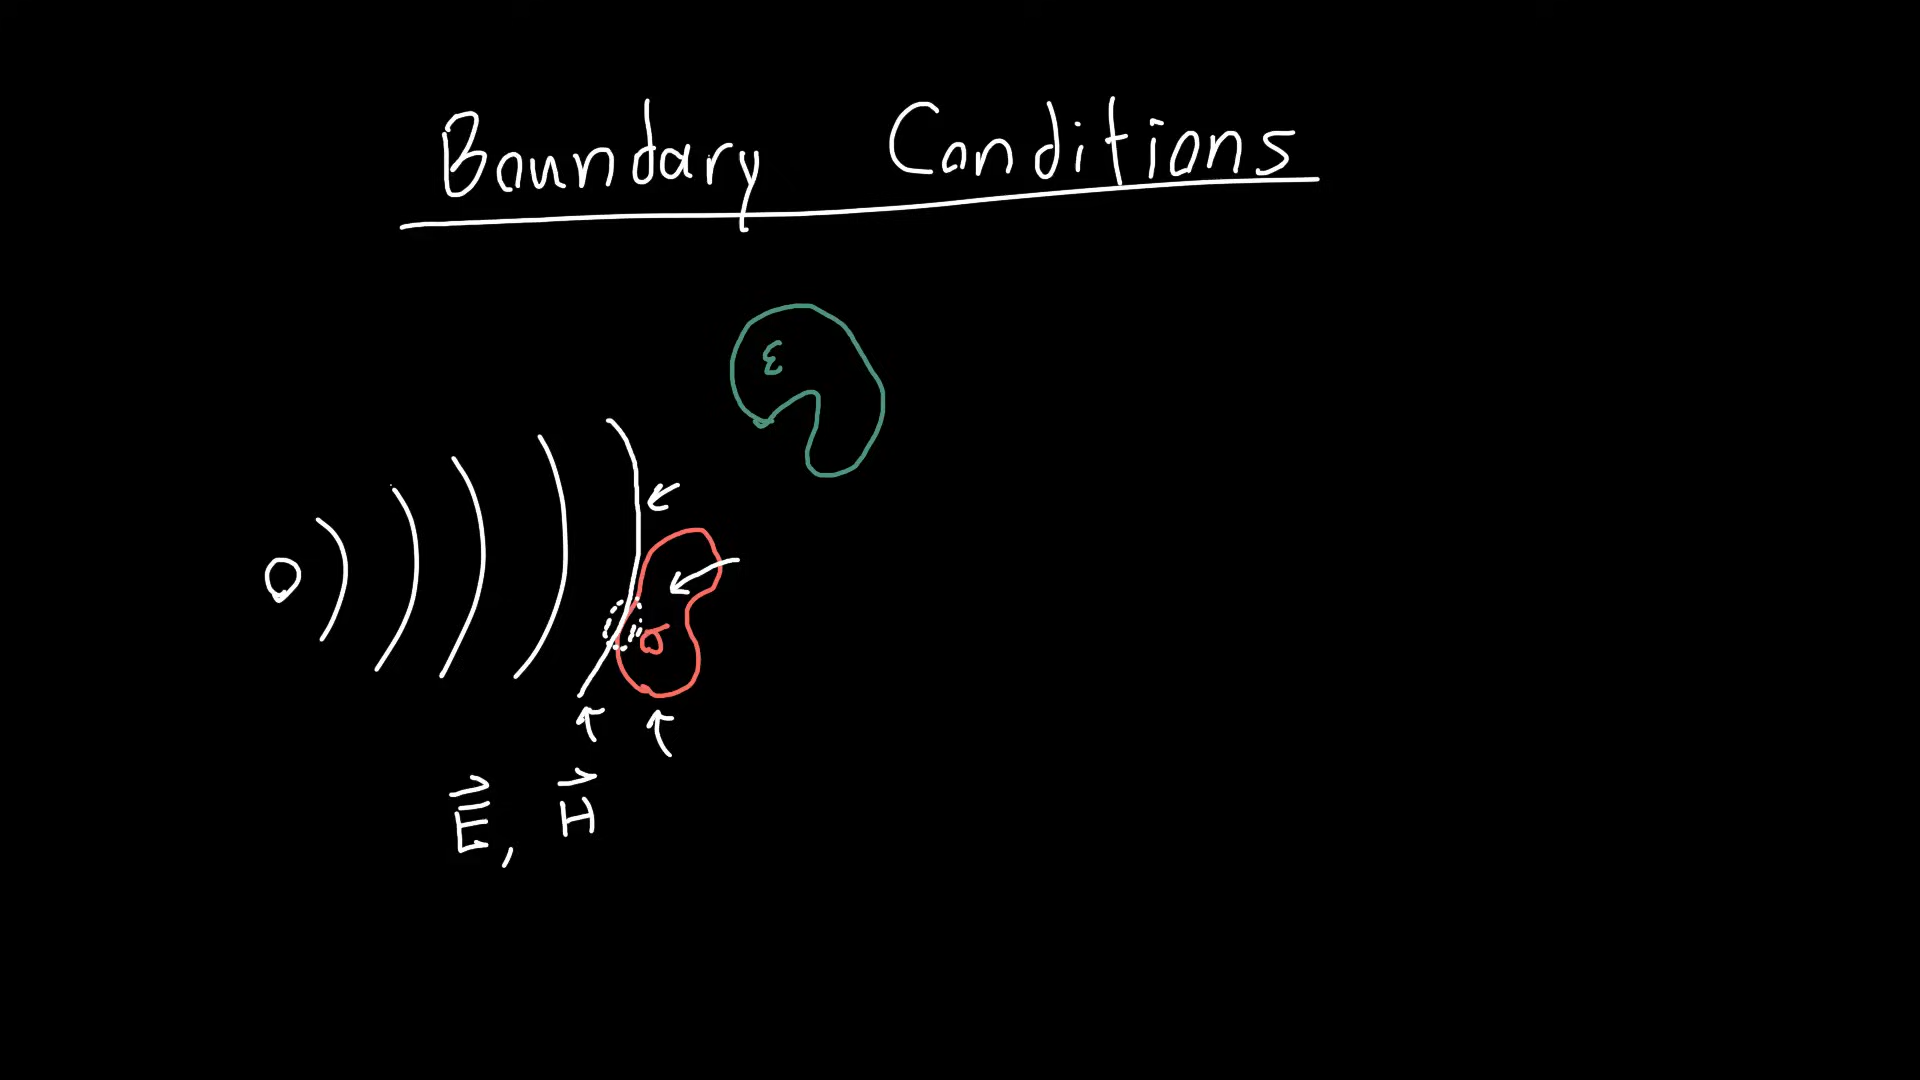 Boundary Conditions
ε
σ
E⃗, H⃗